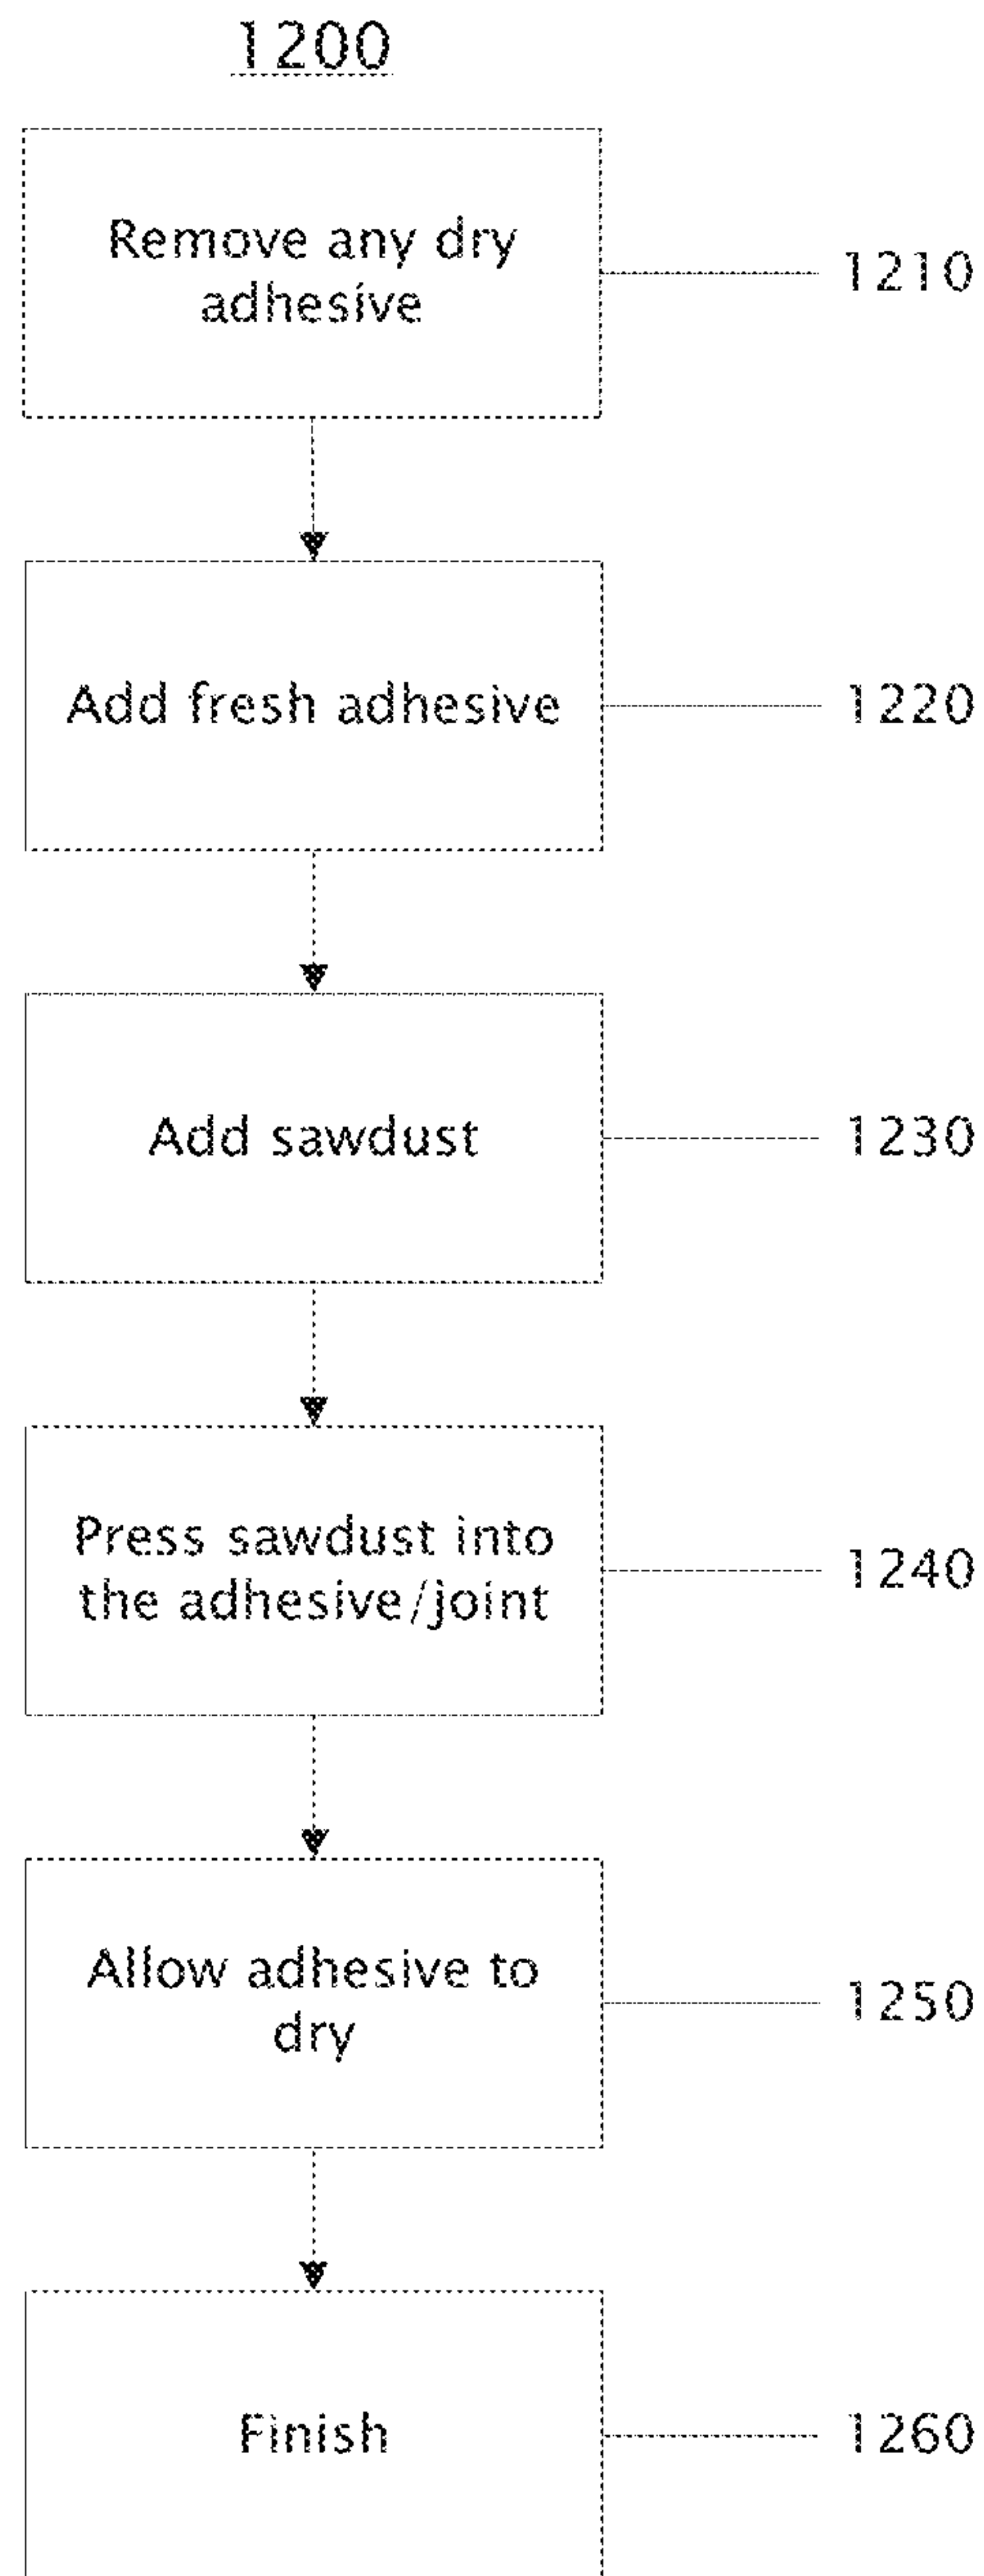 1200
Remove any dry
adhesive
1210
Add fresh adhesive
1220
Add sawdust
1230
Press sawdust into
the adhesive/joint
1240
Allow adhesive to
dry
1250
Finish
1260